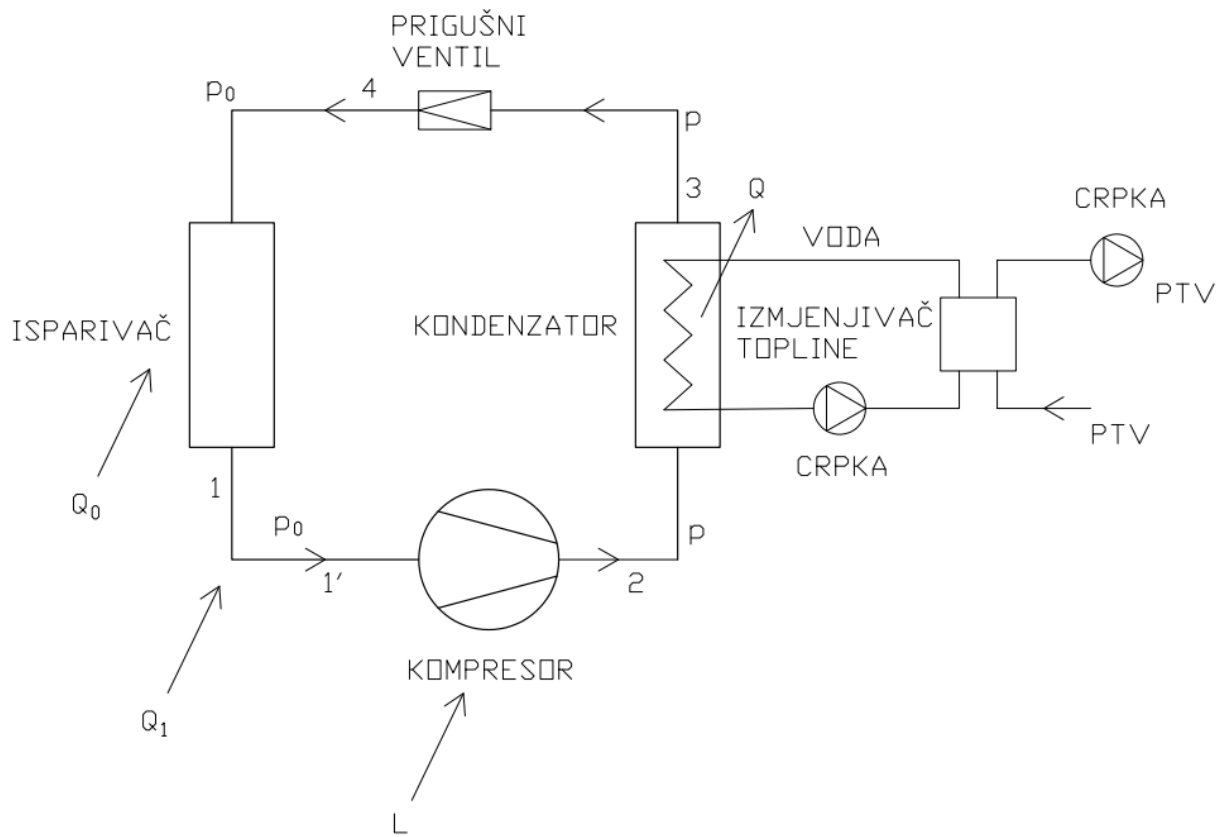 PRIGUŠNI
VENTIL
p₀
4
p
3
Q
CRPKA
VODA
PTV
ISPARIVAČ
KONDENZATOR
IZMJENJIVAČ
TOPLINE
PTV
CRPKA
1
Q₀
p₀
p
1′
2
KOMPRESOR
Q₁
L